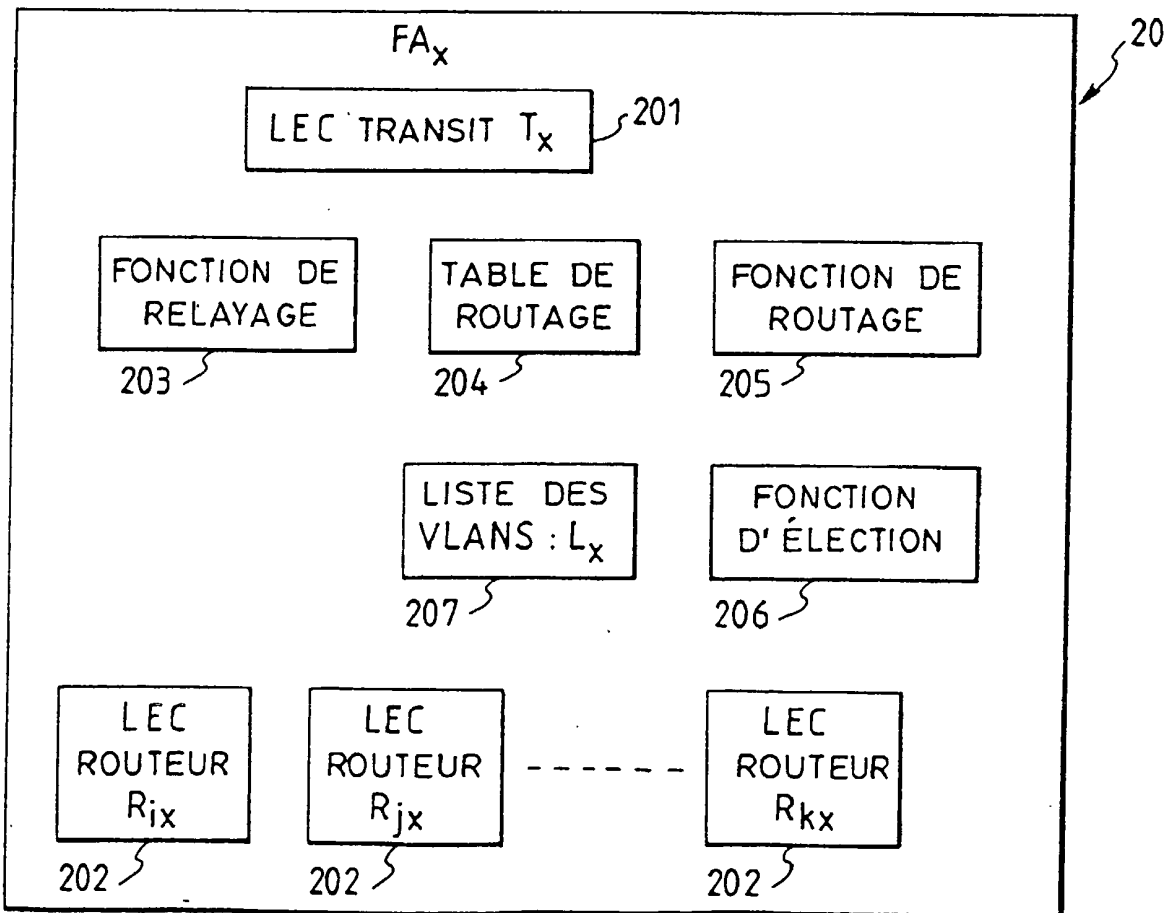 FAx
20
LEC TRANSIT Tx
201
FONCTION DE
RELAYAGE
203
TABLE DE
ROUTAGE
204
FONCTION DE
ROUTAGE
205
LISTE DES
VLANS : Lx
207
FONCTION
D' ÉLECTION
206
LEC
ROUTEUR
Rix
202
LEC
ROUTEUR
Rjx
202
LEC
ROUTEUR
Rkx
202